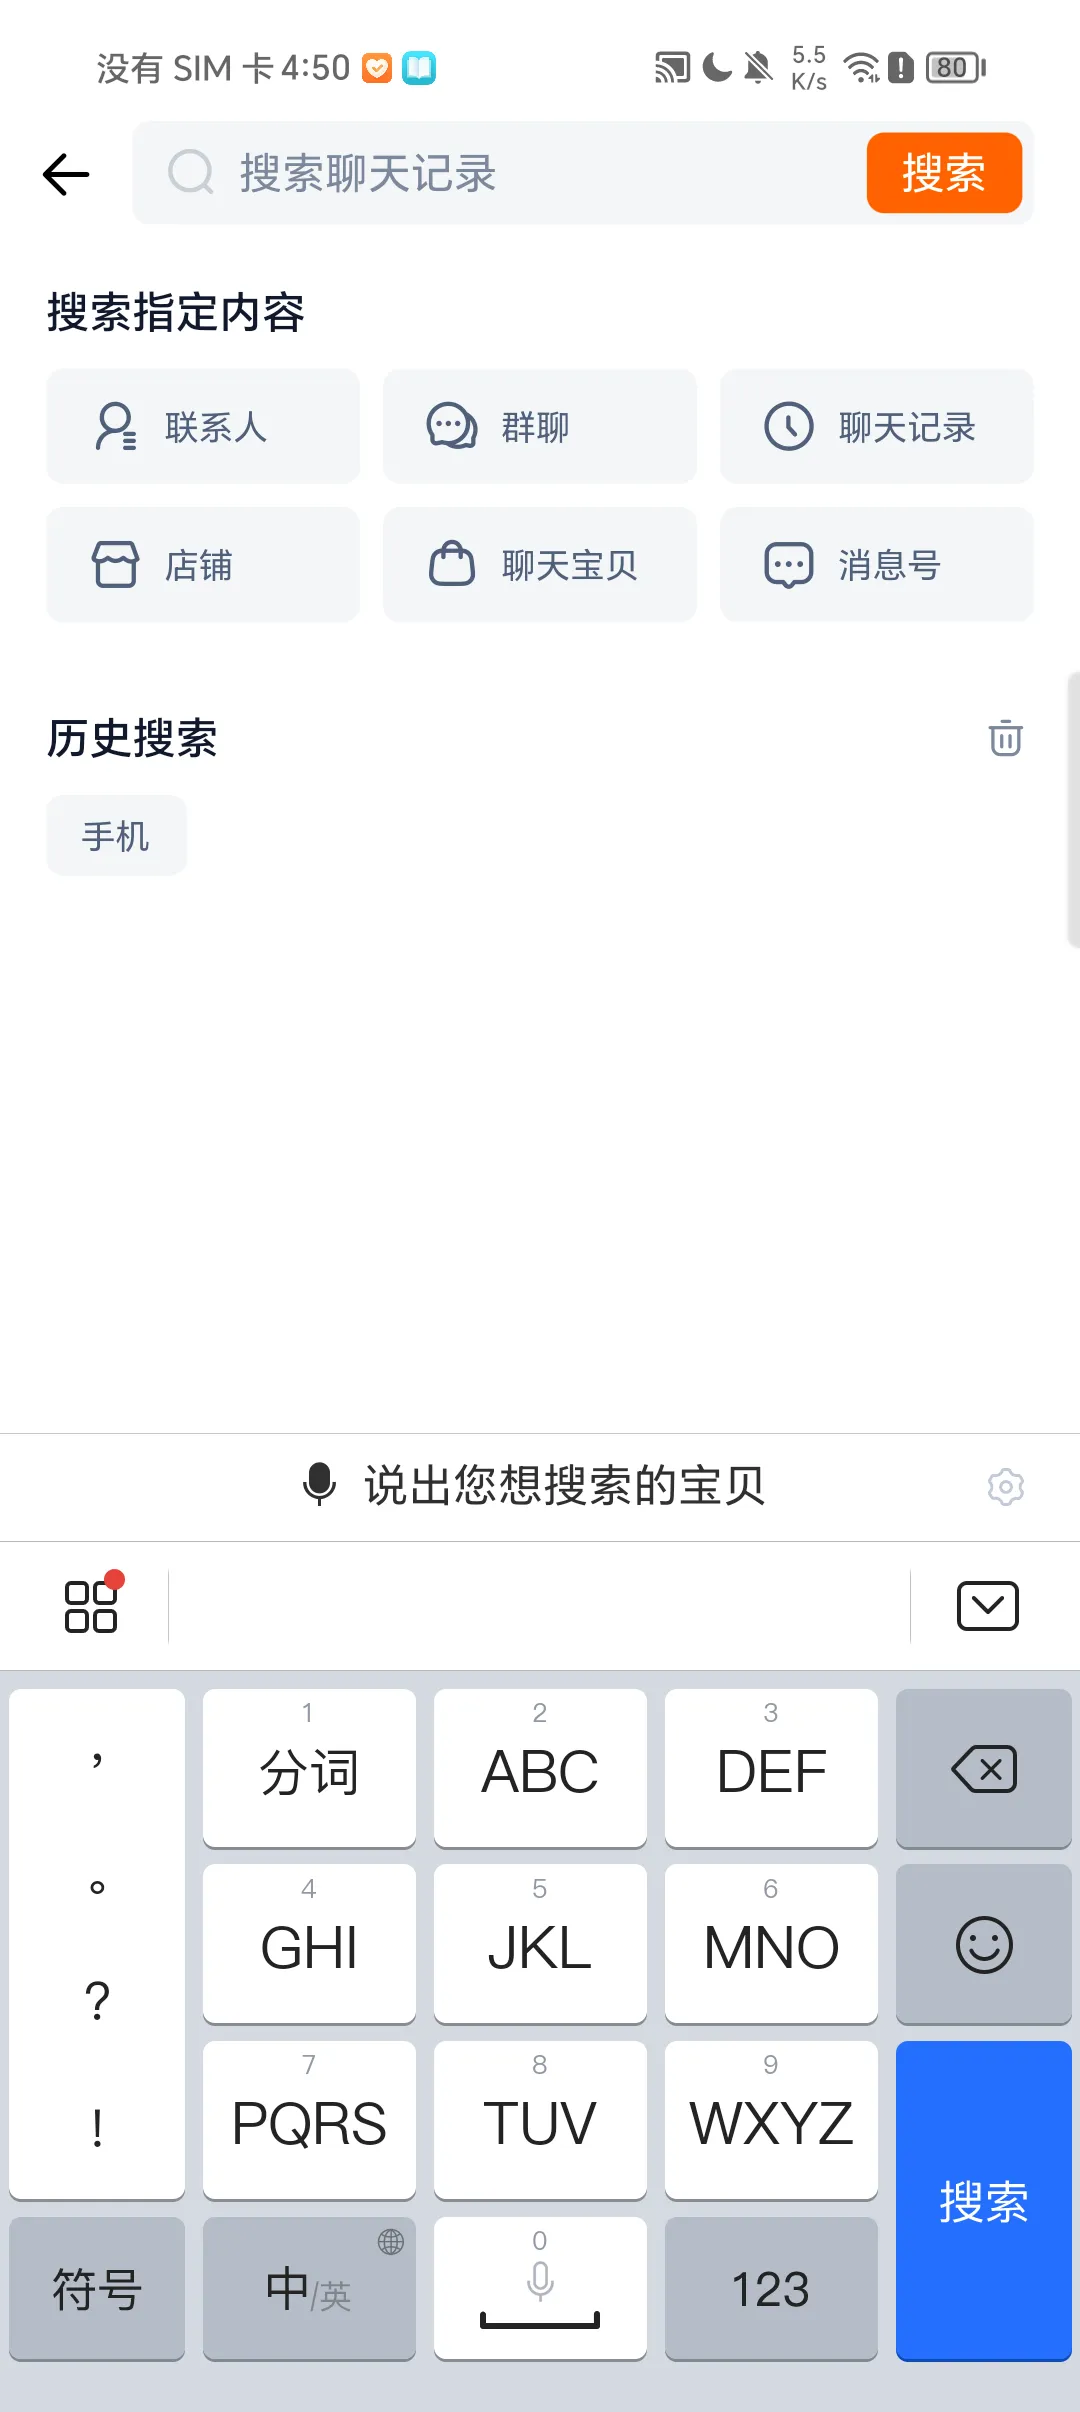 没有 SIM 卡 4:50 5.5 K/s 80
搜索聊天记录 搜索
搜索指定内容
联系人 群聊 聊天记录
店铺 聊天宝贝 消息号
历史搜索
手机
说出您想搜索的宝贝
， 1 分词 2 ABC 3 DEF
。 4 GHI 5 JKL 6 MNO
?
! 7 PQRS 8 TUV 9 WXYZ 搜索
符号 中/英 0 123